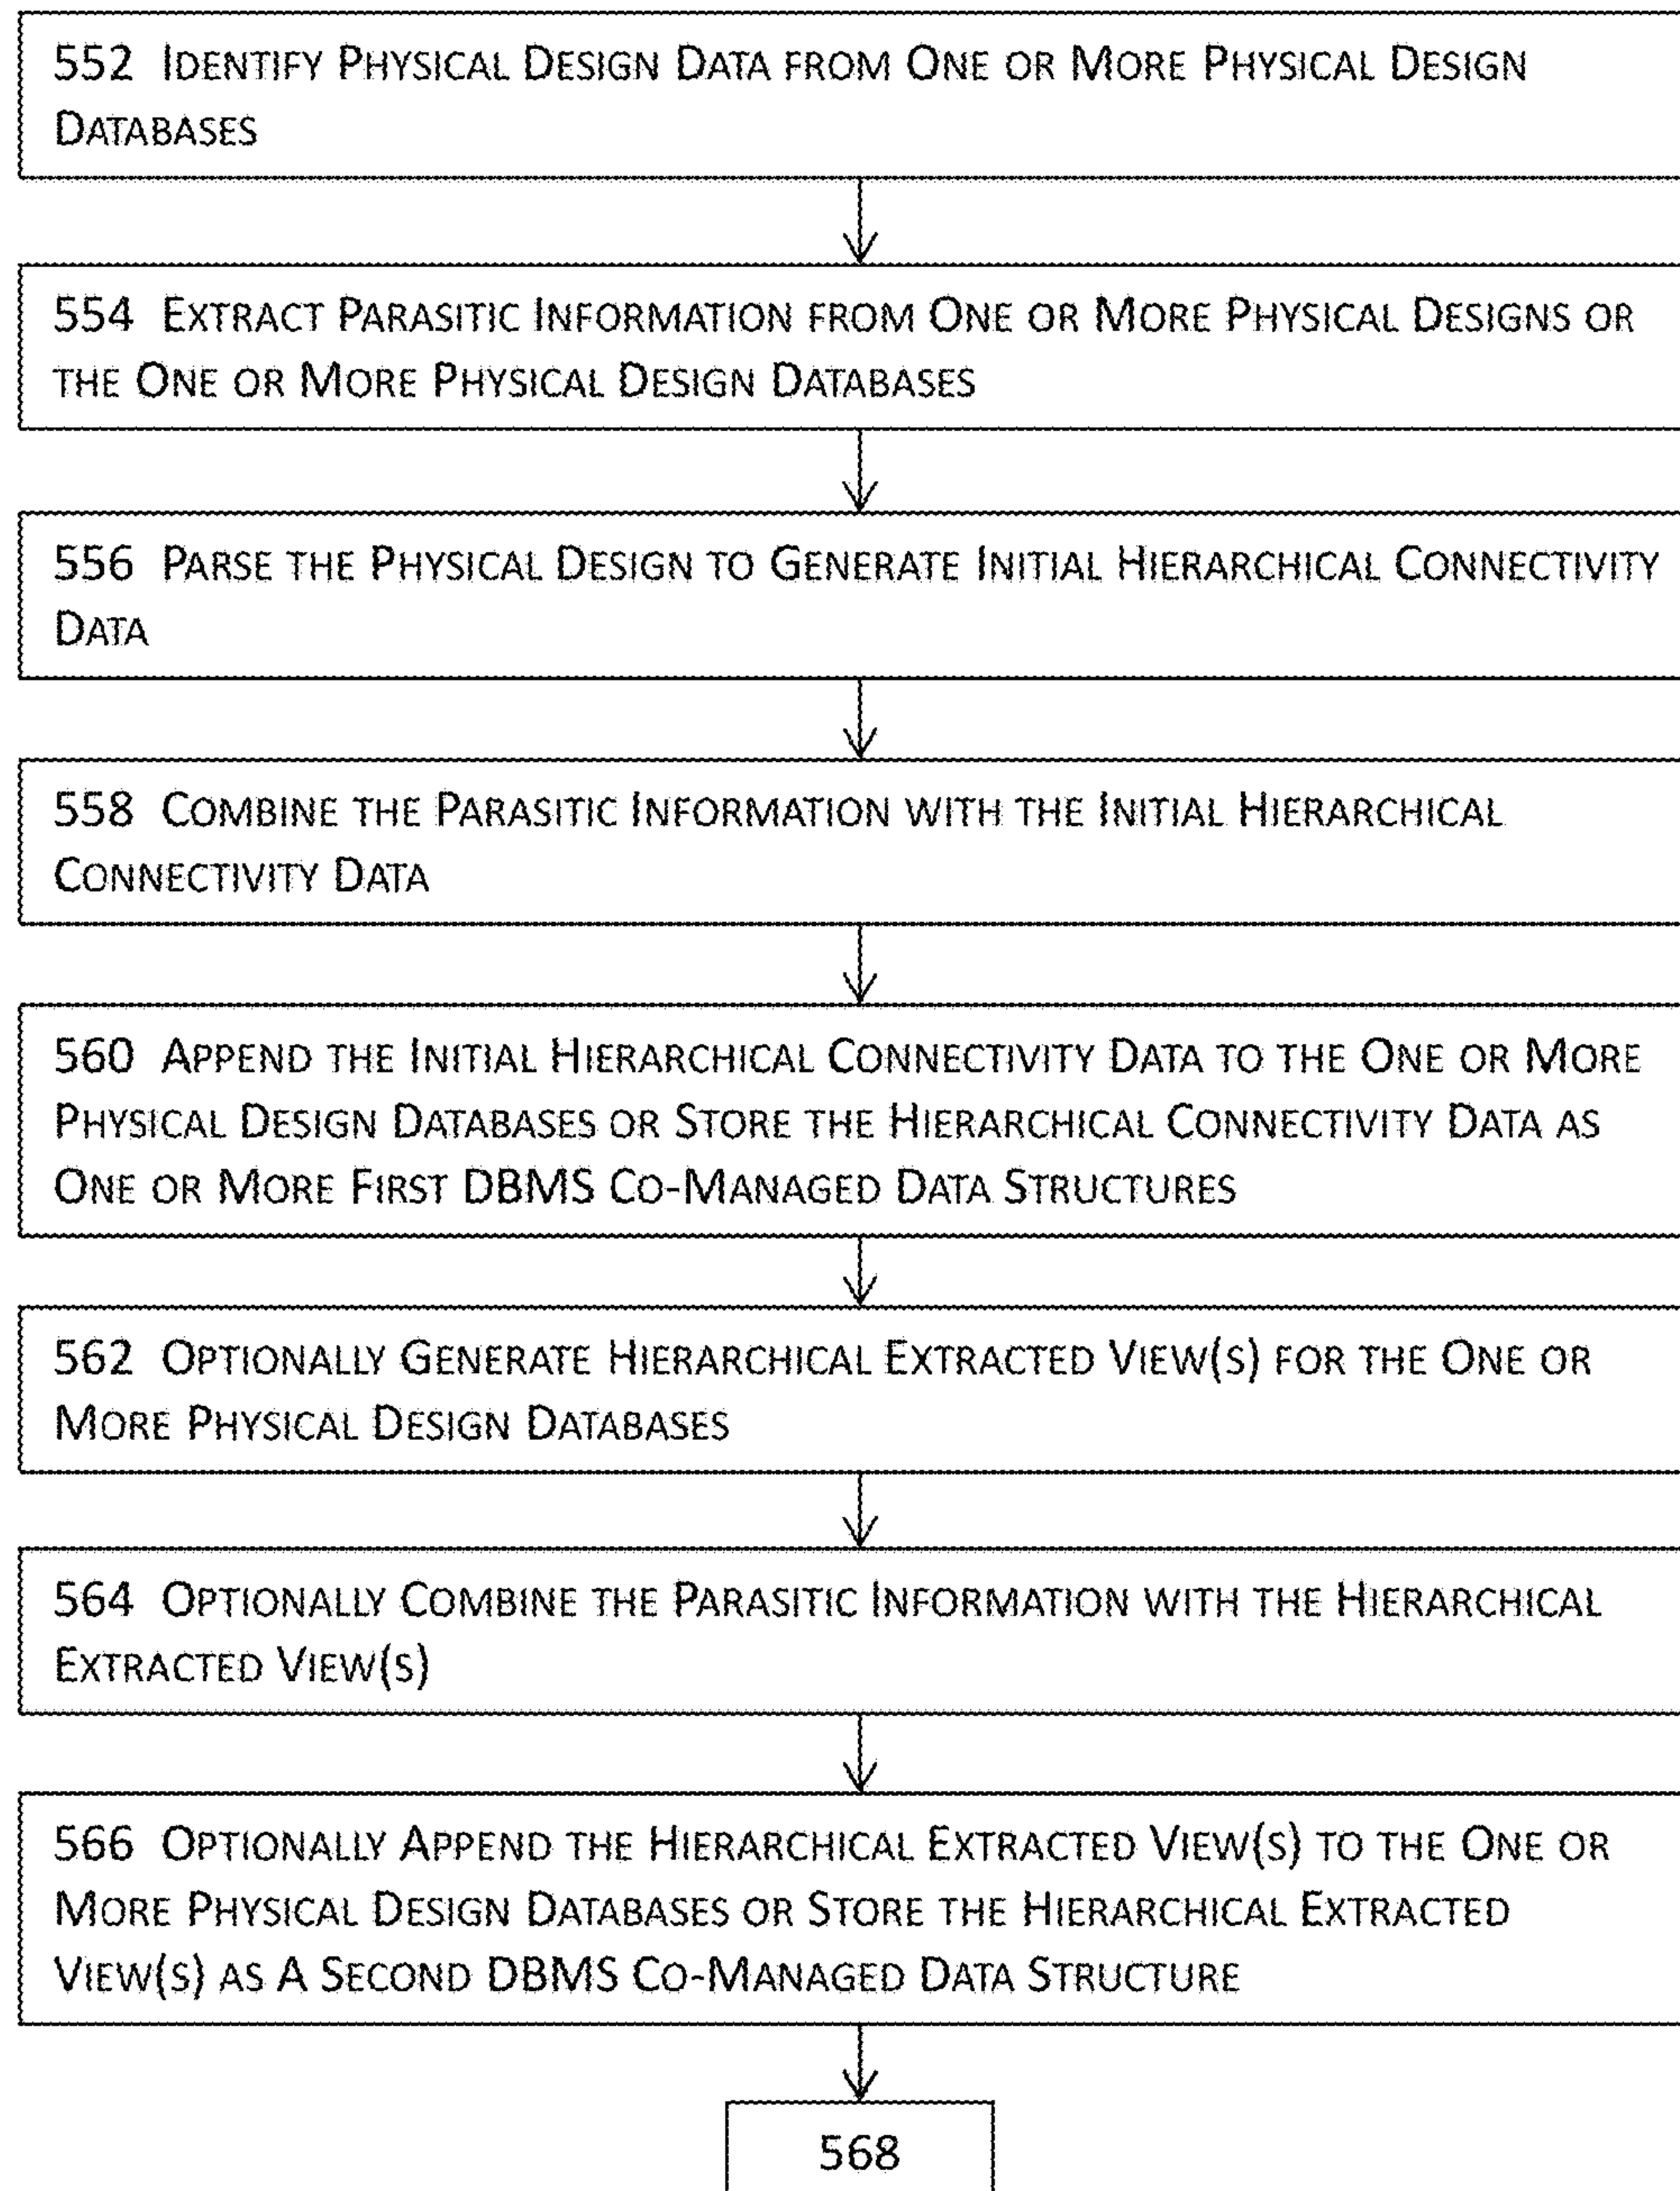 552 Identify Physical Design Data from One or More Physical Design
Databases
554 Extract Parasitic Information from One or More Physical Designs or
the One or More Physical Design Databases
556 Parse the Physical Design to Generate Initial Hierarchical Connectivity
Data
558 Combine the Parasitic Information with the Initial Hierarchical
Connectivity Data
560 Append the Initial Hierarchical Connectivity Data to the One or More
Physical Design Databases or Store the Hierarchical Connectivity Data as
One or More First DBMS Co-Managed Data Structures
562 Optionally Generate Hierarchical Extracted View(s) for the One or
More Physical Design Databases
564 Optionally Combine the Parasitic Information with the Hierarchical
Extracted View(s)
566 Optionally Append the Hierarchical Extracted View(s) to the One or
More Physical Design Databases or Store the Hierarchical Extracted
View(s) as A Second DBMS Co-Managed Data Structure
568